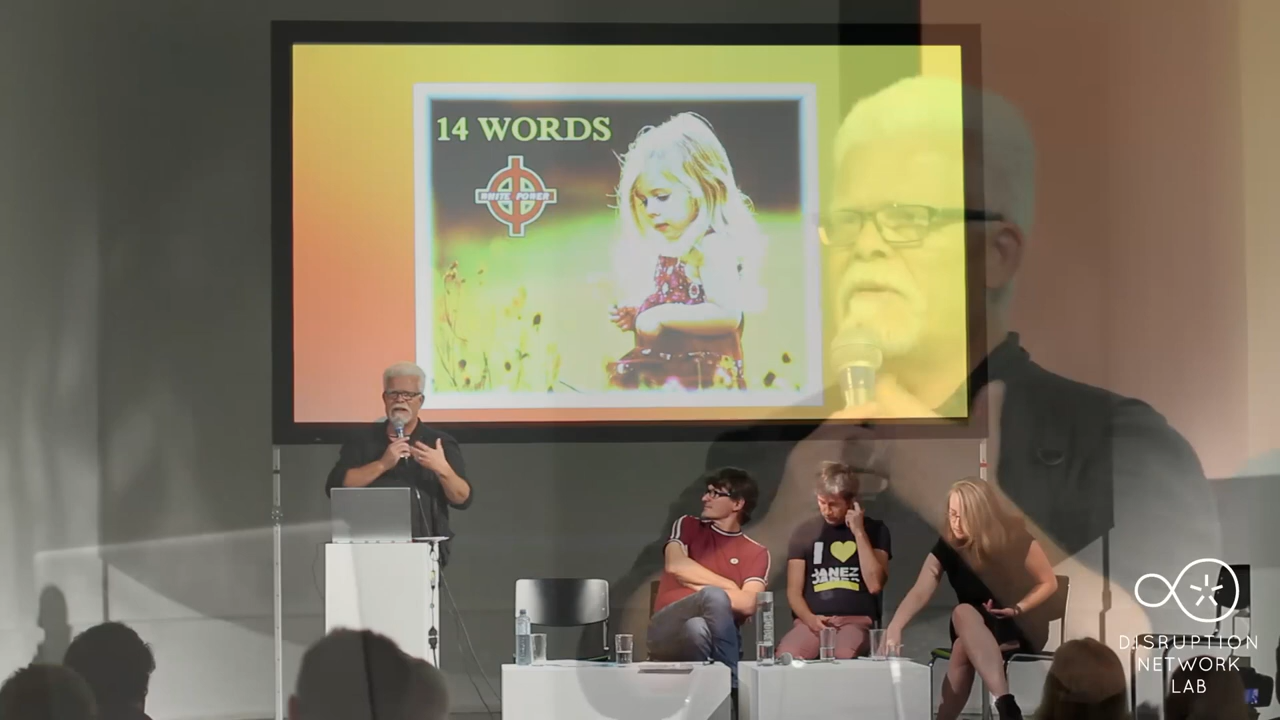 14 WORDS
WHITE POWER
I
JANEZ
DISRUPTION
NETWORK
LAB